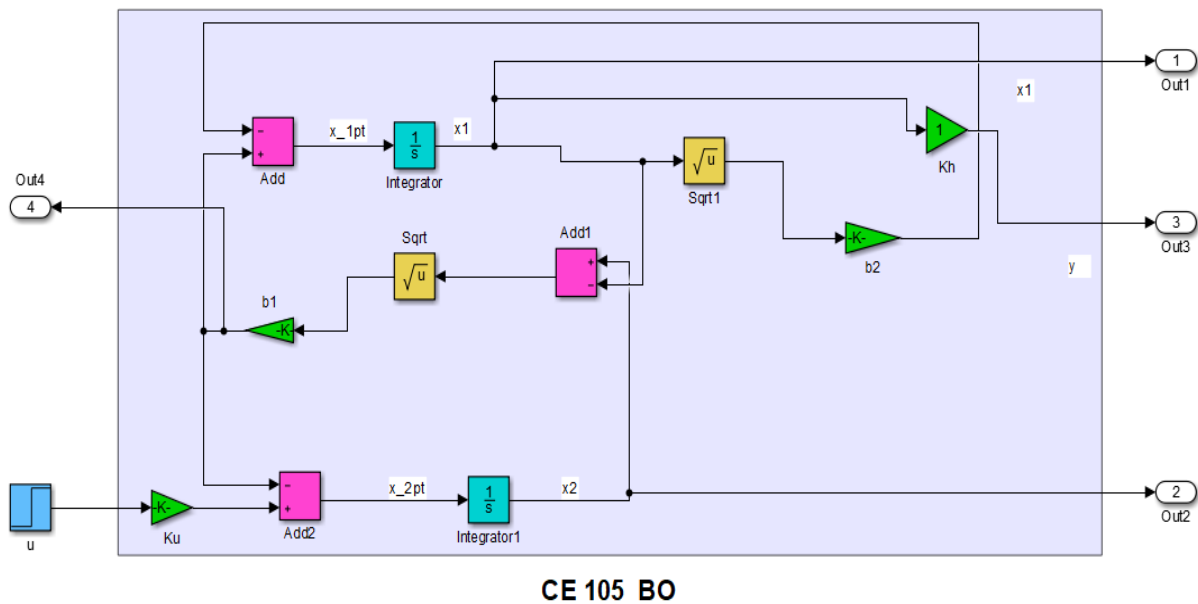 1
Out1
x1
-
+
Add
x_1pt
1
s
Integrator
x1
√u
Sqrt1
1
Kh
Out4
4
3
Out3
-K-
b2
y
Add1
+
-
Sqrt
√u
b1
-K-
u
-K-
Ku
-
+
Add2
x_2pt
1
s
Integrator1
x2
2
Out2
CE 105 BO